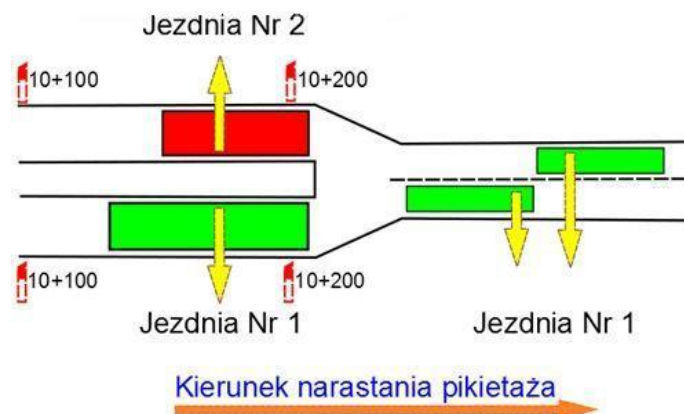 Jezdnia Nr 2
10+100 10+200
10+100 10+200
Jezdnia Nr 1 Jezdnia Nr 1
Kierunek narastania pikietaża